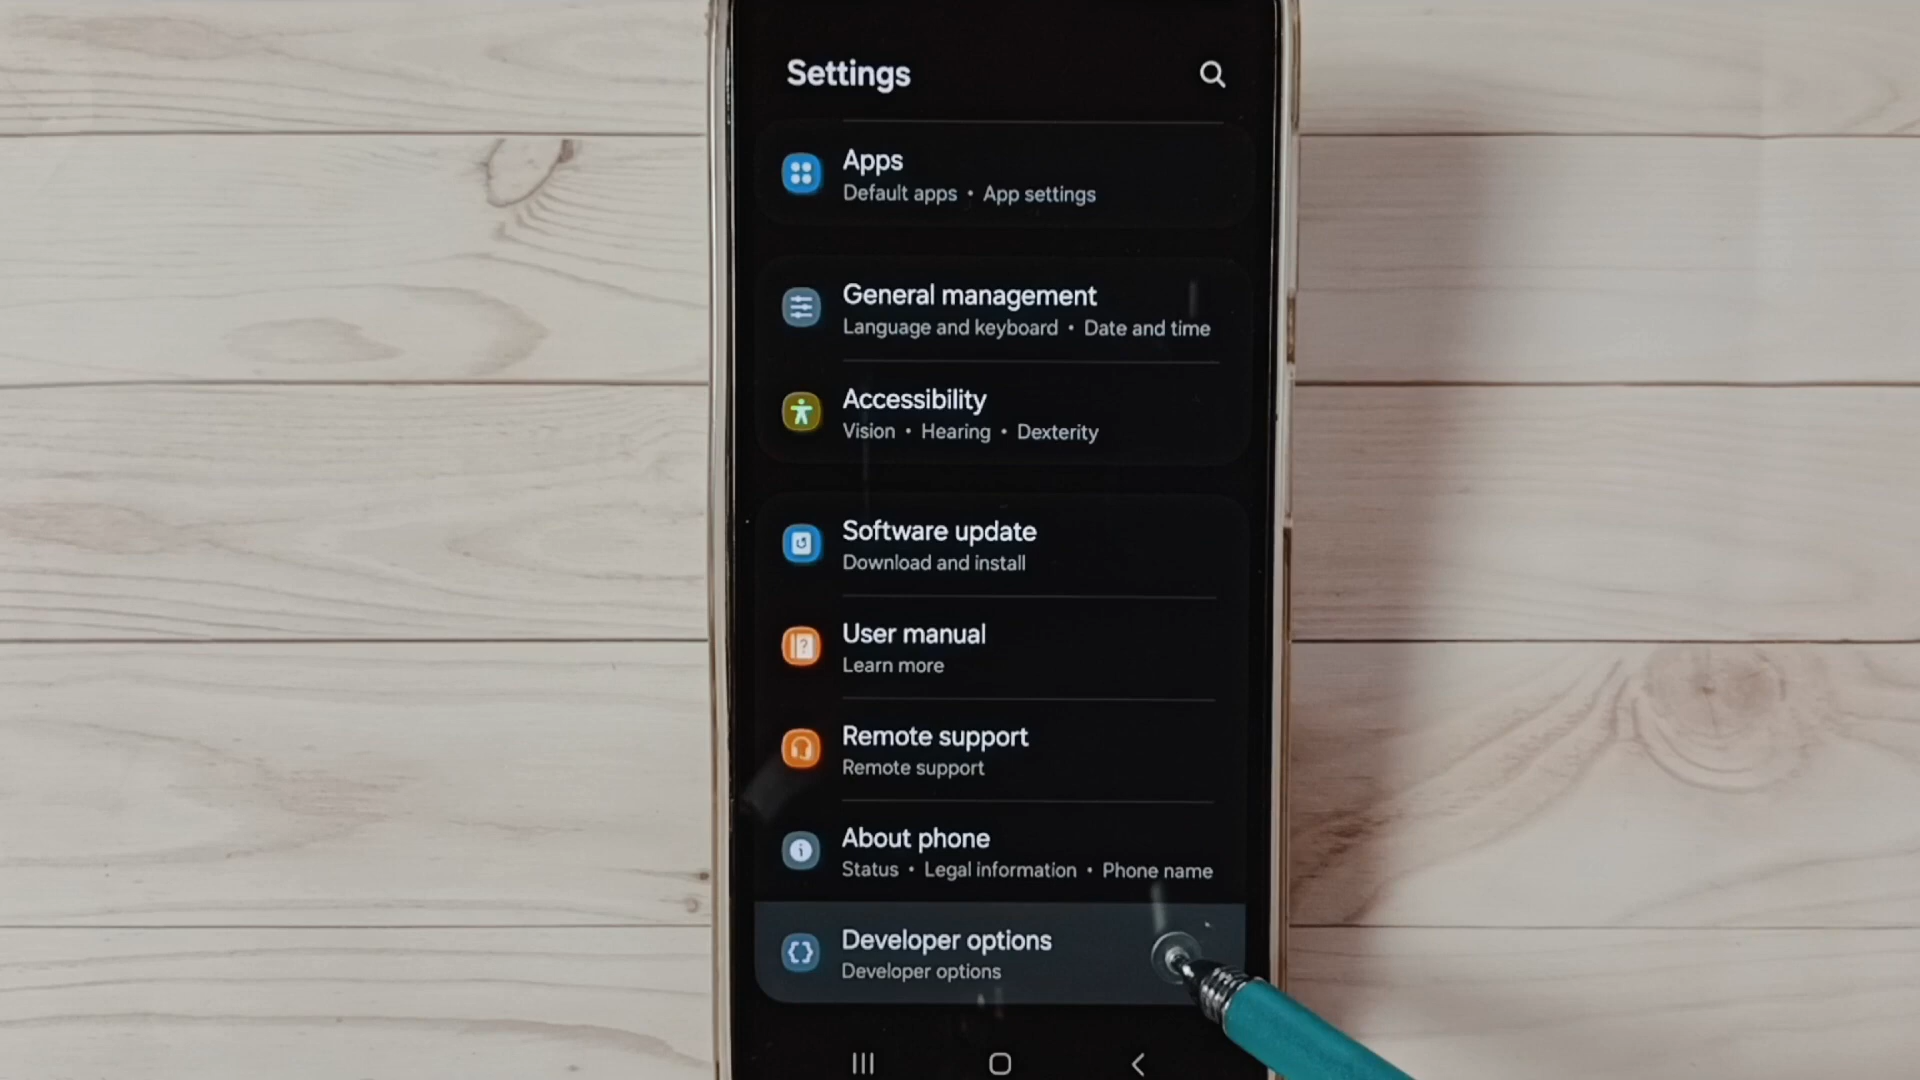 Settings
Apps
Default apps • App settings
General management
Language and keyboard • Date and time
Accessibility
Vision • Hearing • Dexterity
Software update
Download and install
User manual
Learn more
Remote support
Remote support
About phone
Status • Legal information • Phone name
Developer options
Developer options